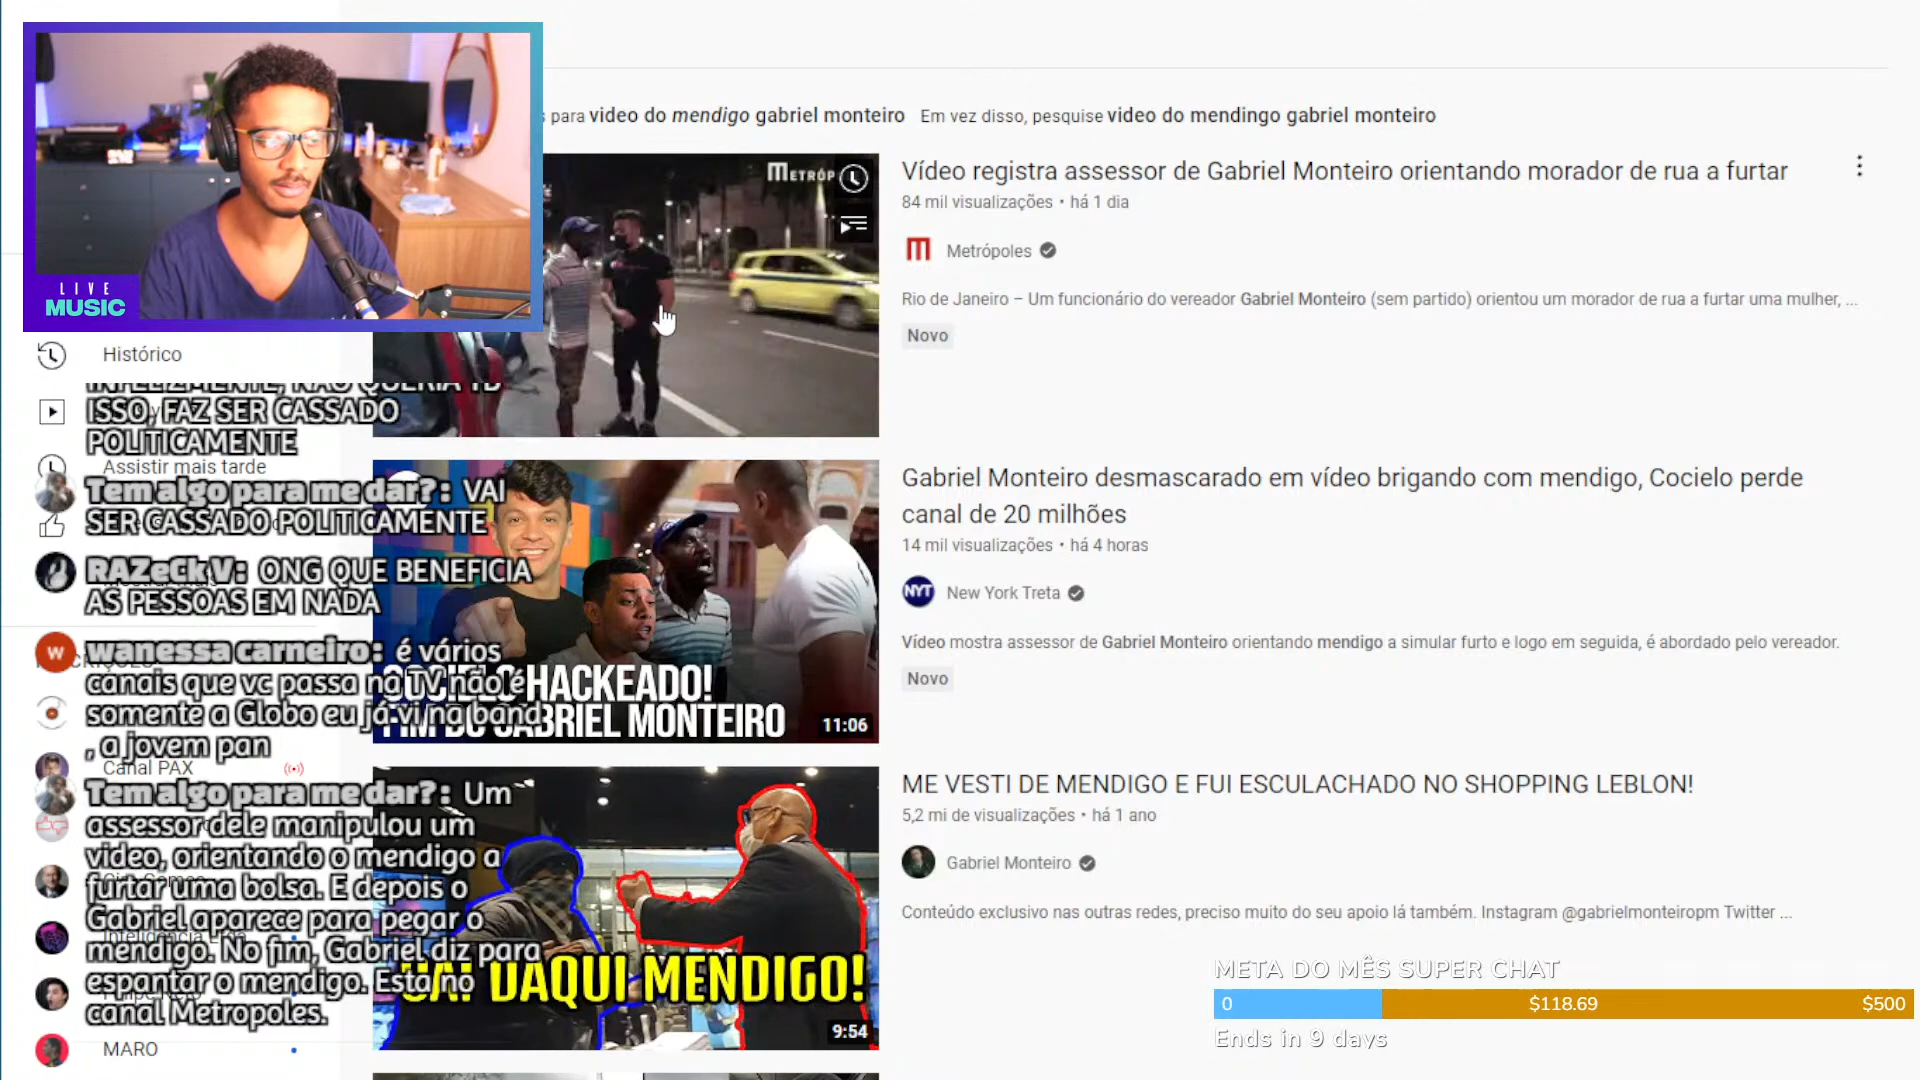 LIVE
MUSIC
para video do mendigo gabriel monteiro Em vez disso, pesquise video do mendingo gabriel monteiro
METRÓP
Vídeo registra assessor de Gabriel Monteiro orientando morador de rua a furtar
84 mil visualizações • há 1 dia
Metrópoles
Rio de Janeiro – Um funcionário do vereador Gabriel Monteiro (sem partido) orientou um morador de rua a furtar uma mulher, ...
Novo
Histórico
INFELIZMENTE, NÃO QUERIA TB
ISSO, FAZ SER CASSADO
POLITICAMENTE
Assistir mais tarde
Tem algo para me dar?: VAI
SER CASSADO POLITICAMENTE
RAZeCk V: ONG QUE BENEFICIA
AS PESSOAS EM NADA
W wanessa carneiro: é vários
canais que vc passa na TV não é
somente a Globo eu já vi na band
, a jovem pan
Canal PAX
Tem algo para me dar?: Um
assessor dele manipulou um
video, orientando o mendigo a
furtar uma bolsa. E depois o
Gabriel aparece para pegar o
mendigo. No fim, Gabriel diz para
espantar o mendigo. Esta no
canal Metropoles.
MARO
HACKEADO!
GABRIEL MONTEIRO
11:06
Gabriel Monteiro desmascarado em vídeo brigando com mendigo, Cocielo perde
canal de 20 milhões
14 mil visualizações • há 4 horas
NYT New York Treta
Vídeo mostra assessor de Gabriel Monteiro orientando mendigo a simular furto e logo em seguida, é abordado pelo vereador.
Novo
DAQUI MENDIGO!
9:54
ME VESTI DE MENDIGO E FUI ESCULACHADO NO SHOPPING LEBLON!
5,2 mi de visualizações • há 1 ano
Gabriel Monteiro
Conteúdo exclusivo nas outras redes, preciso muito do seu apoio lá também. Instagram @gabrielmonteiropm Twitter ...
META DO MÊS SUPER CHAT
0 $118.69 $500
Ends in 9 days